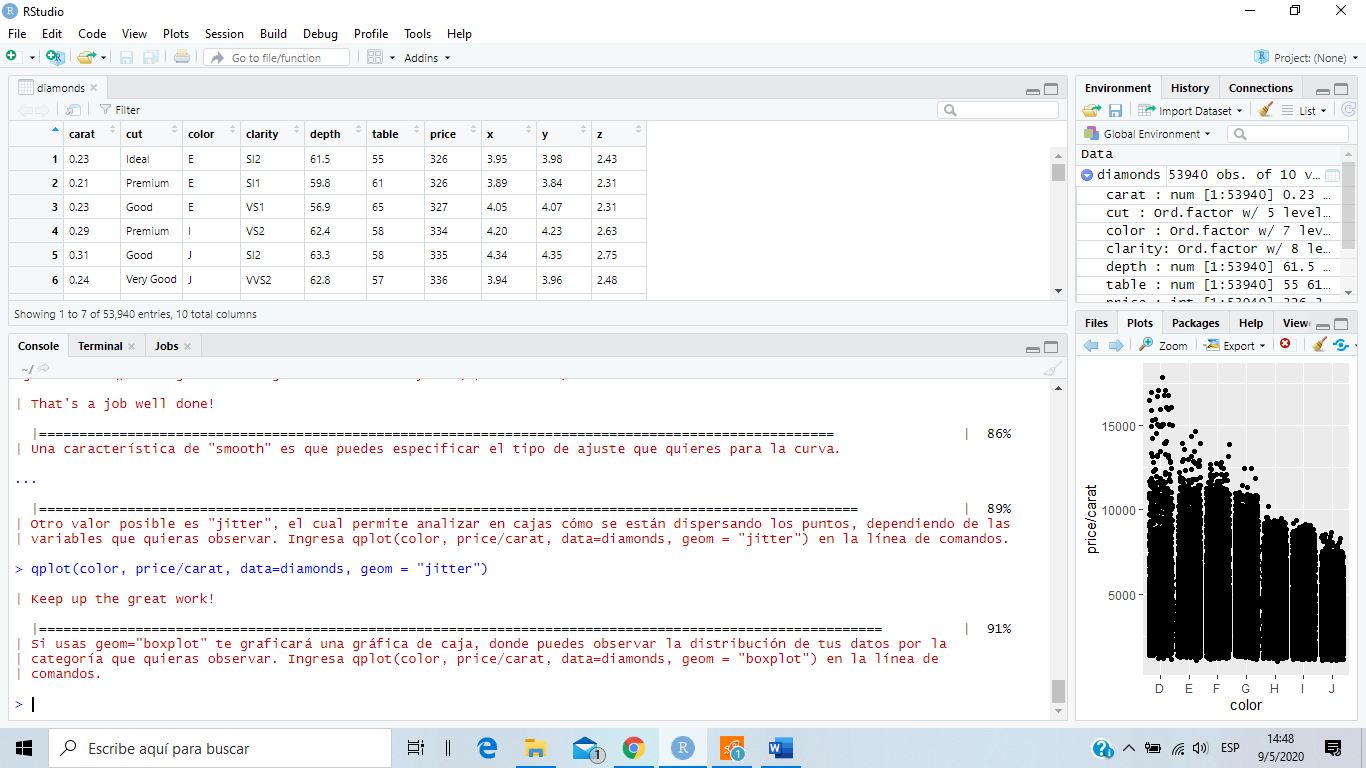 RStudio
File Edit Code View Plots Session Build Debug Profile Tools Help
Go to file/function Addins Project: (None)
diamonds
Filter
carat cut color clarity depth table price x y z
1 0.23 Ideal E SI2 61.5 55 326 3.95 3.98 2.43
2 0.21 Premium E SI1 59.8 61 326 3.89 3.84 2.31
3 0.23 Good E VS1 56.9 65 327 4.05 4.07 2.31
4 0.29 Premium I VS2 62.4 58 334 4.20 4.23 2.63
5 0.31 Good J SI2 63.3 58 335 4.34 4.35 2.75
6 0.24 Very Good J VVS2 62.8 57 336 3.94 3.96 2.48
Showing 1 to 7 of 53,940 entries, 10 total columns
Console Terminal Jobs
~/
| That's a job well done!
|===================================================================================================| 86%
| Una característica de "smooth" es que puedes especificar el tipo de ajuste que quieres para la curva.
...
|======================================================================================================| 89%
| Otro valor posible es "jitter", el cual permite analizar en cajas cómo se están dispersando los puntos, dependiendo de las
| variables que quieras observar. Ingresa qplot(color, price/carat, data=diamonds, geom = "jitter") en la línea de comandos.
> qplot(color, price/carat, data=diamonds, geom = "jitter")
| Keep up the great work!
|=========================================================================================================| 91%
| Si usas geom="boxplot" te graficará una gráfica de caja, donde puedes observar la distribución de tus datos por la
| categoría que quieras observar. Ingresa qplot(color, price/carat, data=diamonds, geom = "boxplot") en la línea de
| comandos.
>
Environment History Connections
Import Dataset List
Global Environment
Data
diamonds 53940 obs. of 10 v…
carat : num [1:53940] 0.23 …
cut : Ord.factor w/ 5 level…
color : Ord.factor w/ 7 lev…
clarity: Ord.factor w/ 8 le…
depth : num [1:53940] 61.5 …
table : num [1:53940] 55 61…
Files Plots Packages Help View
Zoom Export
15000
10000
5000
price/carat
D E F G H I J
color
Escribe aquí para buscar
1
1
ESP
14:48
9/5/2020